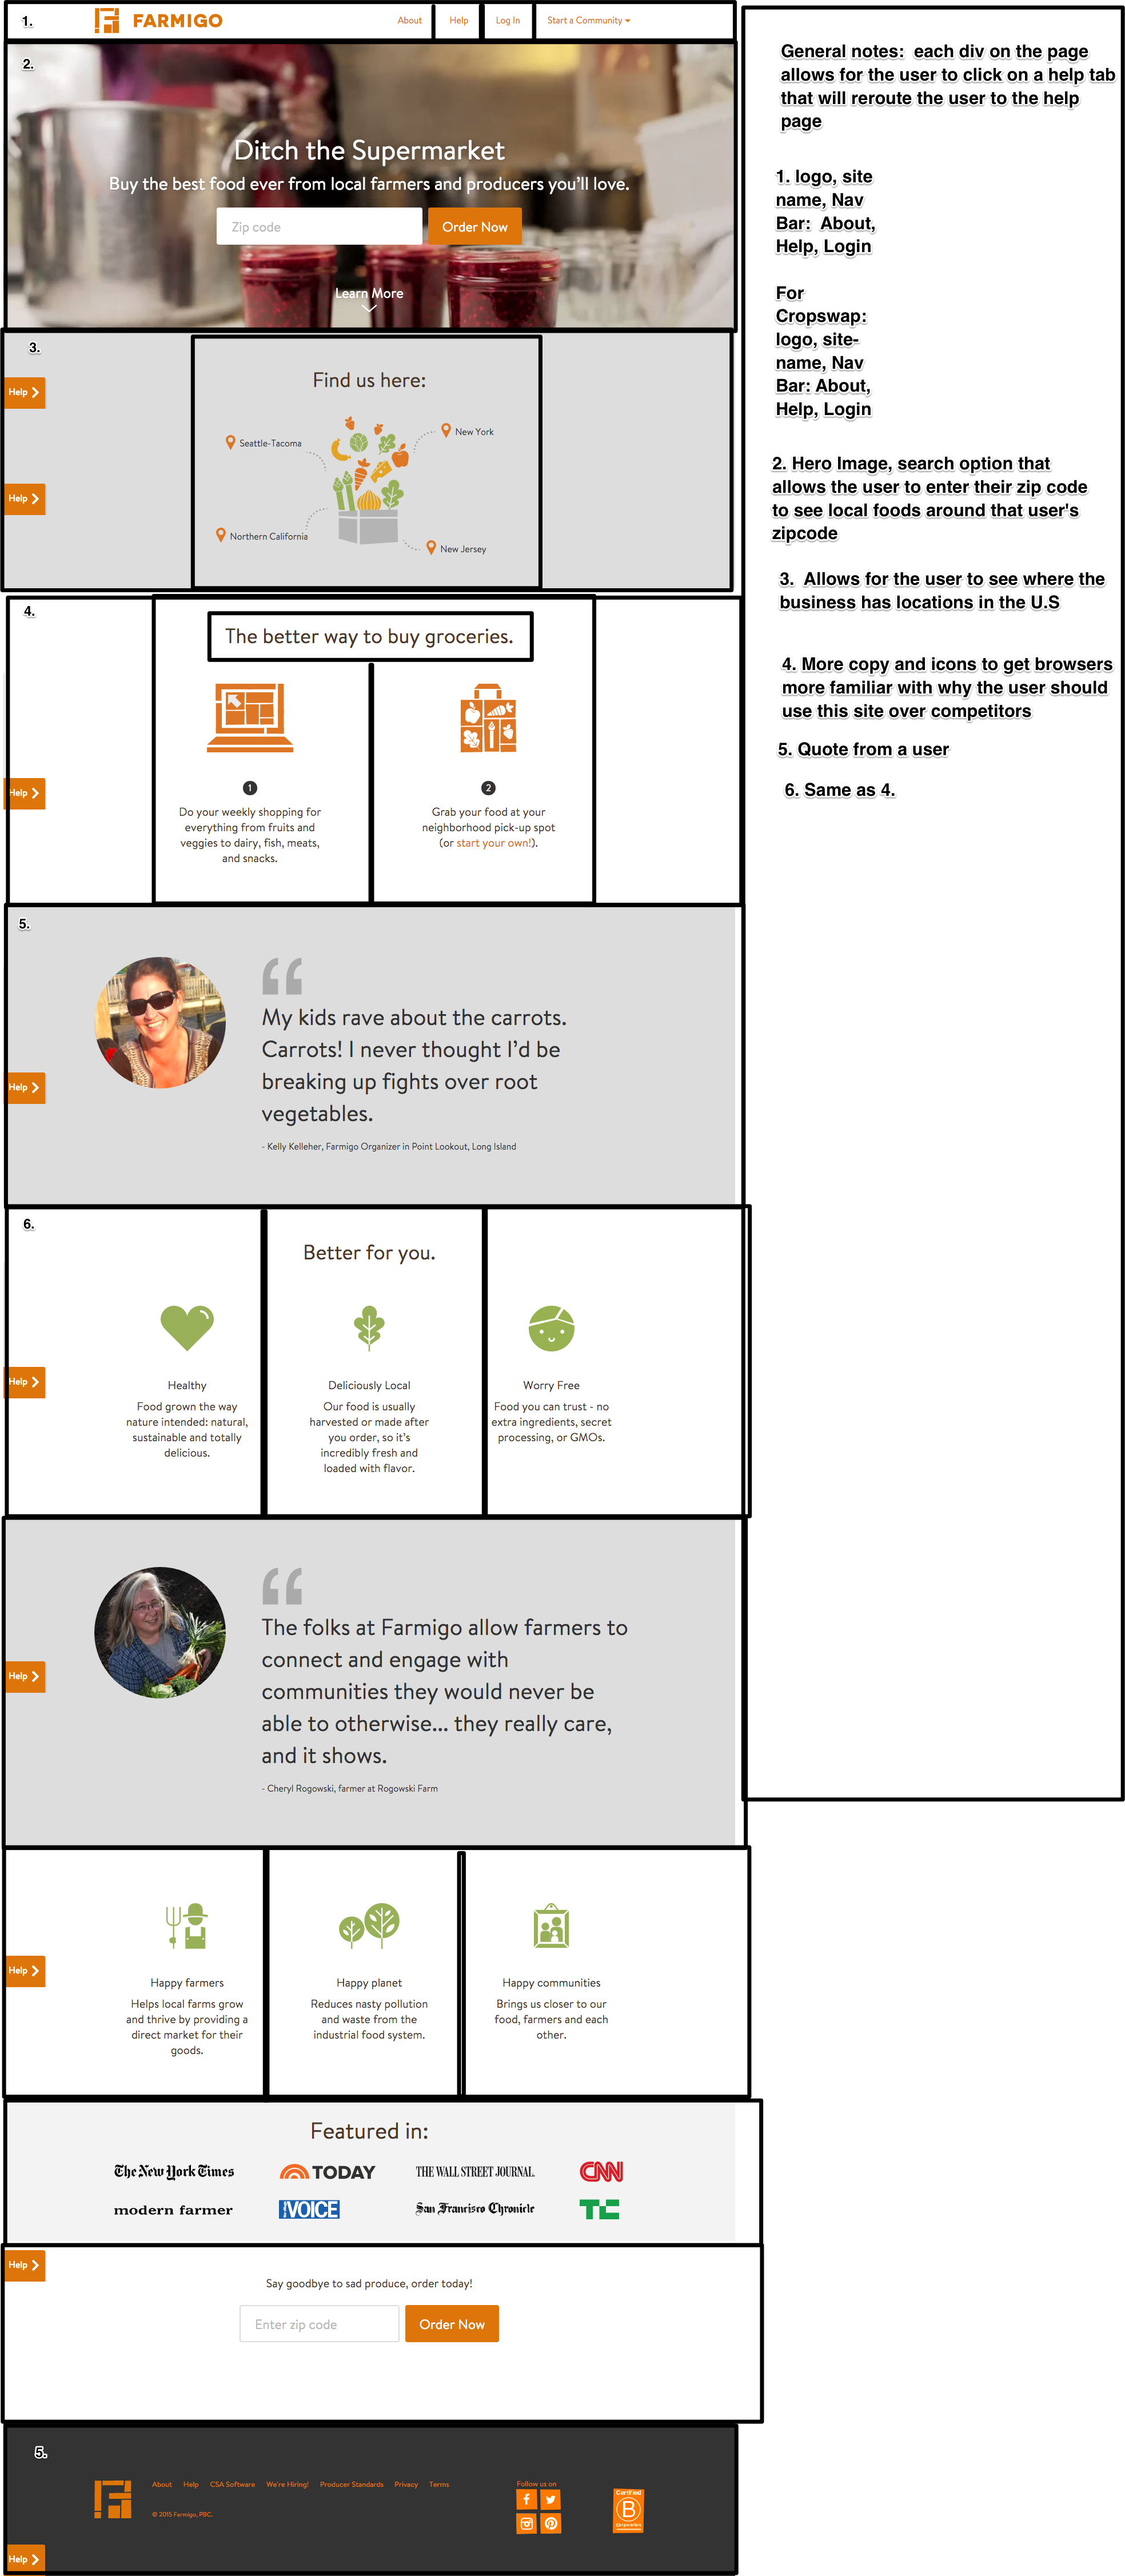 1.
FARMIGO
About
Help
Log In
Start a Community
2.
Ditch the Supermarket
Buy the best food ever from local farmers and producers you'll love.
Zip code
Order Now
Learn More
3.
Help
Find us here:
Seattle-Tacoma
New York
Help
Northern California
New Jersey
4.
The better way to buy groceries.
Help
1
Do your weekly shopping for
everything from fruits and
veggies to dairy, fish, meats,
and snacks.
2
Grab your food at your
neighborhood pick-up spot
(or start your own!).
5.
Help
My kids rave about the carrots.
Carrots! I never thought I'd be
breaking up fights over root
vegetables.
- Kelly Kelleher, Farmigo Organizer in Point Lookout, Long Island
6.
Better for you.
Help
Healthy
Food grown the way
nature intended: natural,
sustainable and totally
delicious.
Deliciously Local
Our food is usually
harvested or made after
you order, so it's
incredibly fresh and
loaded with flavor.
Worry Free
Food you can trust - no
extra ingredients, secret
processing, or GMOs.
Help
The folks at Farmigo allow farmers to
connect and engage with
communities they would never be
able to otherwise... they really care,
and it shows.
- Cheryl Rogowski, farmer at Rogowski Farm
Help
Happy farmers
Helps local farms grow
and thrive by providing a
direct market for their
goods.
Happy planet
Reduces nasty pollution
and waste from the
industrial food system.
Happy communities
Brings us closer to our
food, farmers and each
other.
Featured in:
The New York Times
TODAY
THE WALL STREET JOURNAL.
CNN
modern farmer
VOICE
San Francisco Chronicle
TC
Help
Say goodbye to sad produce, order today!
Enter zip code
Order Now
5.
About
Help
CSA Software
We're Hiring!
Producer Standards
Privacy
Terms
© 2015 Farmigo, PBC.
Follow us on
Certified
B
Corporation
Help
General notes: each div on the page
allows for the user to click on a help tab
that will reroute the user to the help
page
1. logo, site
name, Nav
Bar: About,
Help, Login
For
Cropswap:
logo, site-
name, Nav
Bar: About,
Help, Login
2. Hero Image, search option that
allows the user to enter their zip code
to see local foods around that user's
zipcode
3. Allows for the user to see where the
business has locations in the U.S
4. More copy and icons to get browsers
more familiar with why the user should
use this site over competitors
5. Quote from a user
6. Same as 4.